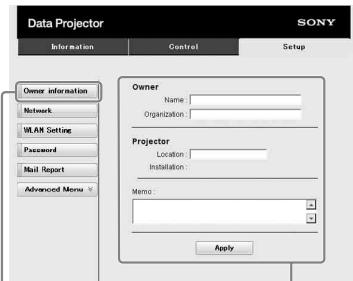 Data Projector
SONY
Information
Control
Setup
Owner information
Network
WLAN Setting
Password
Mail Report
Advanced Menu
Owner
Name :
Organization :
Projector
Location :
Installation :
Memo :
Apply